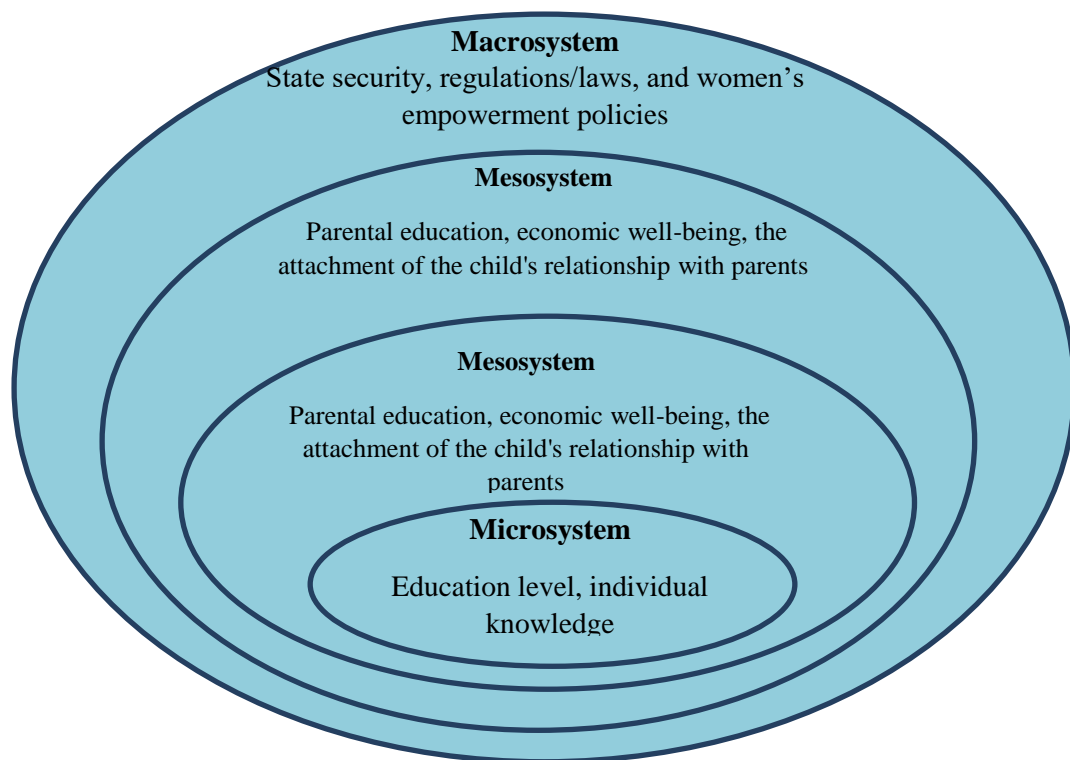 Macrosystem
State security, regulations/laws, and women’s
empowerment policies
Mesosystem
Parental education, economic well-being, the
attachment of the child's relationship with parents
Mesosystem
Parental education, economic well-being, the
attachment of the child's relationship with
parents
Microsystem
Education level, individual
knowledge